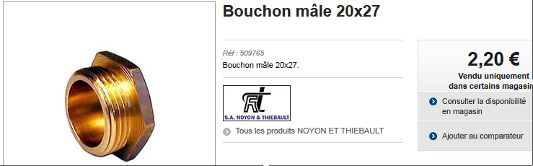 Bouchon mâle 20x27
Réf : 509765
Bouchon mâle 20x27.
S.A. NOYON & THIEBAULT
Tous les produits NOYON ET THIEBAULT
2,20 €
Vendu uniquement
dans certains magasin
Consulter la disponibilité
en magasin
Ajouter au comparateur